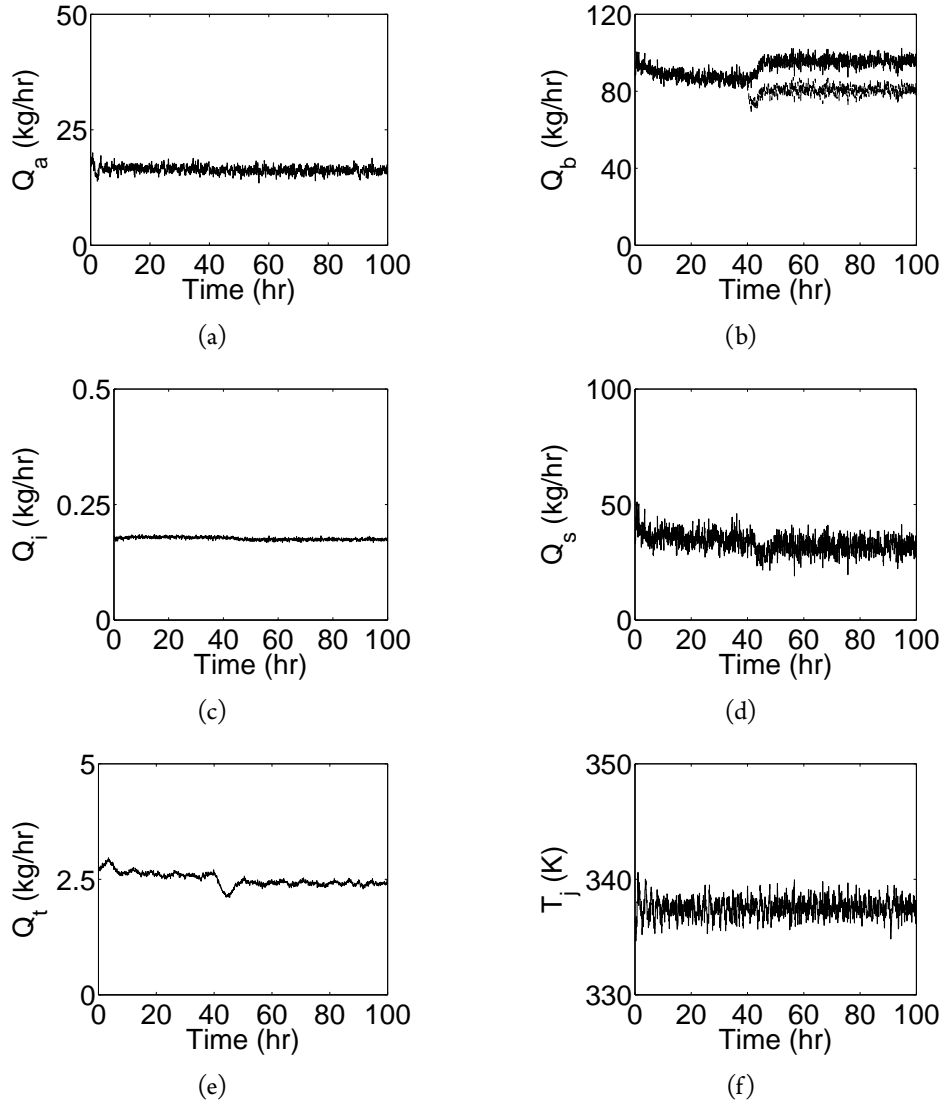 50
25
0
Q_a (kg/hr)
0 20 40 60 80 100
Time (hr)
(a)
120
80
40
0
Q_b (kg/hr)
0 20 40 60 80 100
Time (hr)
(b)
0.5
0.25
0
Q_i (kg/hr)
0 20 40 60 80 100
Time (hr)
(c)
100
50
0
Q_s (kg/hr)
0 20 40 60 80 100
Time (hr)
(d)
5
2.5
0
Q_t (kg/hr)
0 20 40 60 80 100
Time (hr)
(e)
350
340
330
T_j (K)
0 20 40 60 80 100
Time (hr)
(f)